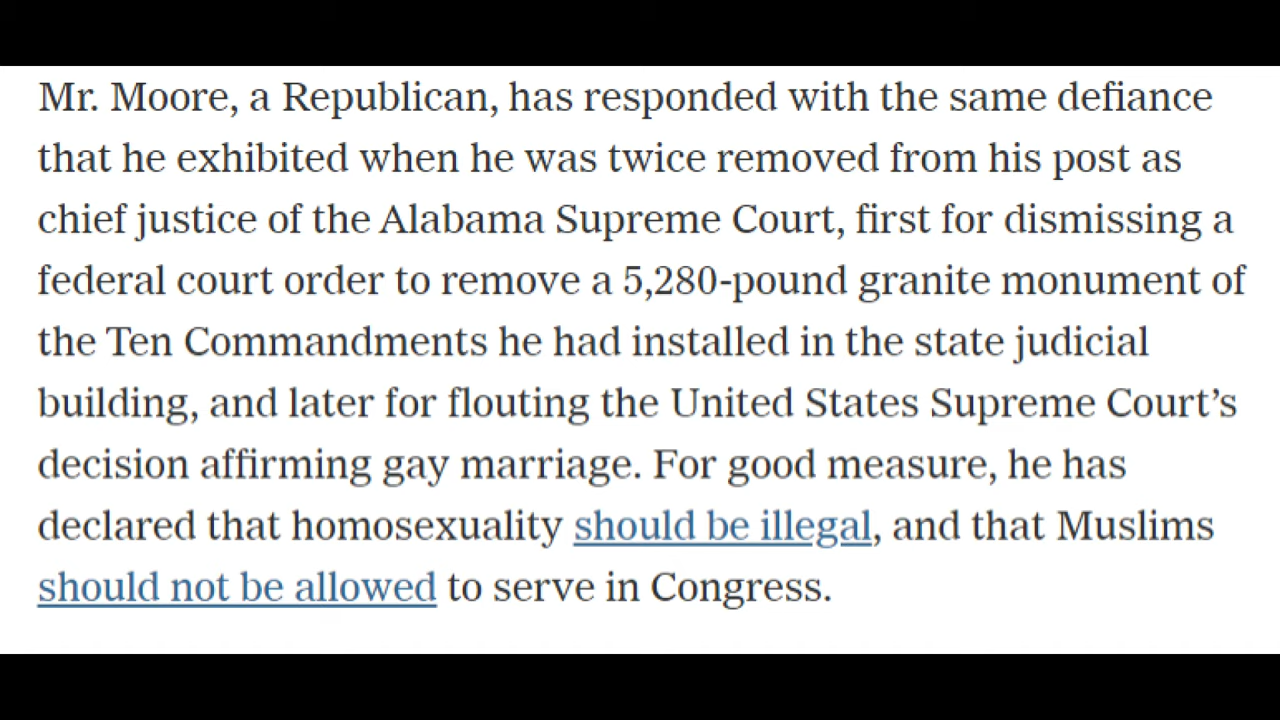 Mr. Moore, a Republican, has responded with the same defiance
that he exhibited when he was twice removed from his post as
chief justice of the Alabama Supreme Court, first for dismissing a
federal court order to remove a 5,280-pound granite monument of
the Ten Commandments he had installed in the state judicial
building, and later for flouting the United States Supreme Court’s
decision affirming gay marriage. For good measure, he has
declared that homosexuality should be illegal, and that Muslims
should not be allowed to serve in Congress.